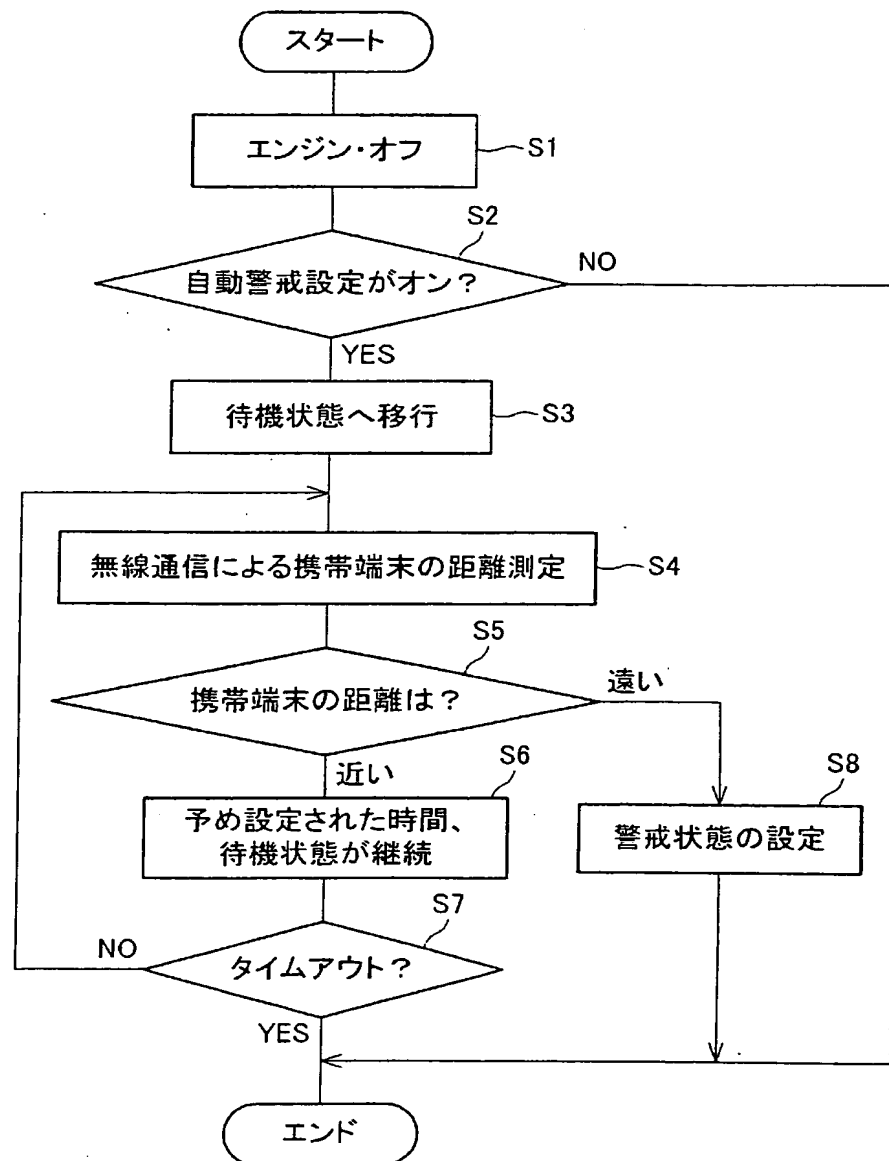 スタート
エンジン・オフ
S1
S2
自動警戒設定がオン？
NO
YES
待機状態へ移行
S3
無線通信による携帯端末の距離測定
S4
S5
携帯端末の距離は？
遠い
近い
S6
予め設定された時間、
待機状態が継続
S8
警戒状態の設定
S7
タイムアウト？
NO
YES
エンド